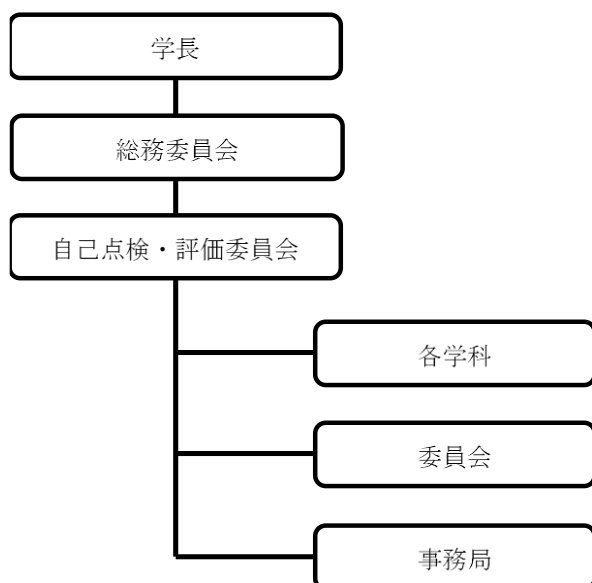 学長
総務委員会
自己点検・評価委員会
各学科
委員会
事務局